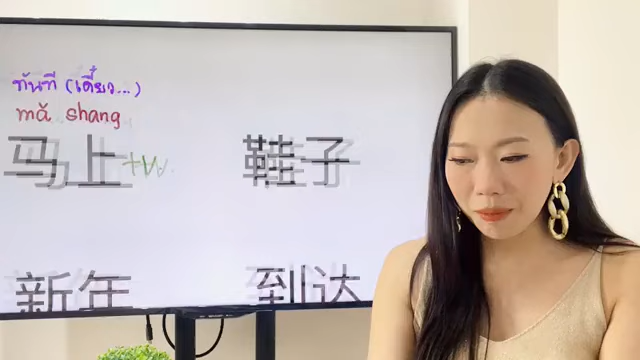 ทันที (เดี๋ยว...)
mǎ shang
马上 +W.
鞋子
新年
到达